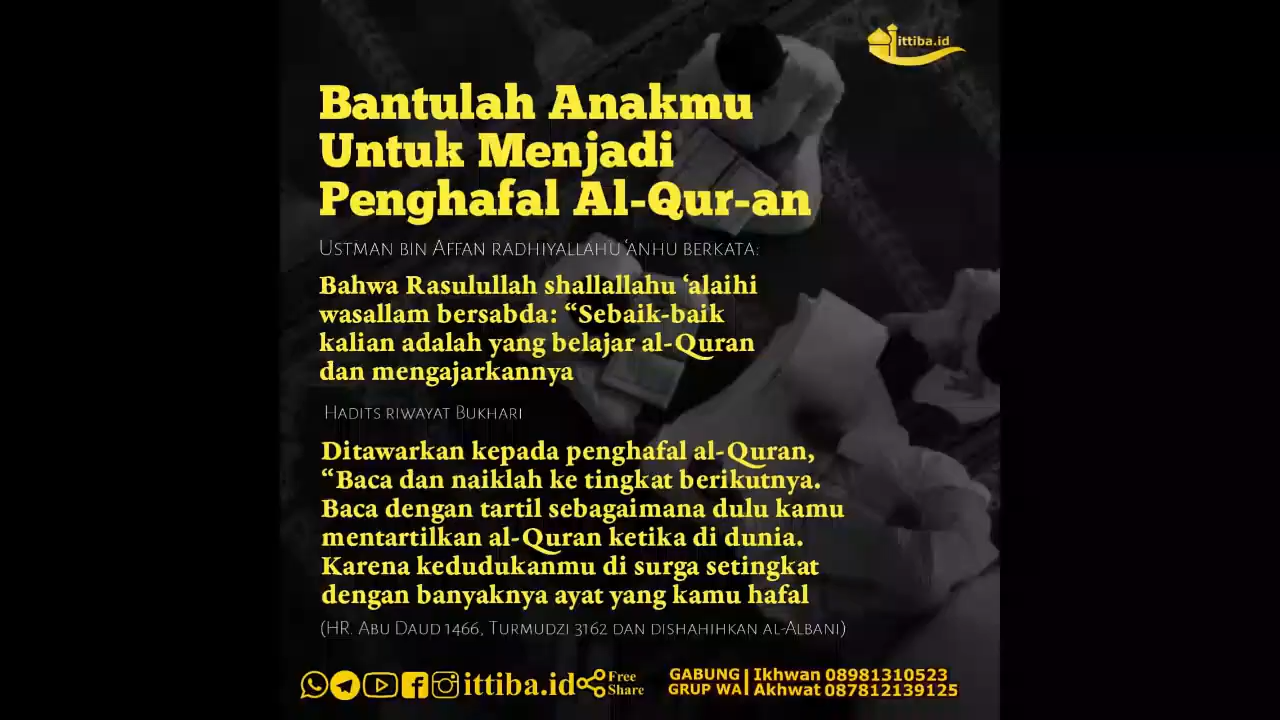 ittiba.id
Bantulah Anakmu
Untuk Menjadi
Penghafal Al-Qur-an
Ustman bin Affan radhiyallahu ‘anhu berkata:
Bahwa Rasulullah shallallahu ‘alaihi
wasallam bersabda: “Sebaik-baik
kalian adalah yang belajar al-Quran
dan mengajarkannya
Hadits riwayat Bukhari
Ditawarkan kepada penghafal al-Quran,
“Baca dan naiklah ke tingkat berikutnya.
Baca dengan tartil sebagaimana dulu kamu
mentartilkan al-Quran ketika di dunia.
Karena kedudukanmu di surga setingkat
dengan banyaknya ayat yang kamu hafal
(HR. Abu Daud 1466, Turmudzi 3162 dan dishahihkan al-Albani)
ittiba.id
Free
Share
GABUNG
GRUP WA
Ikhwan 08981310523
Akhwat 087812139125